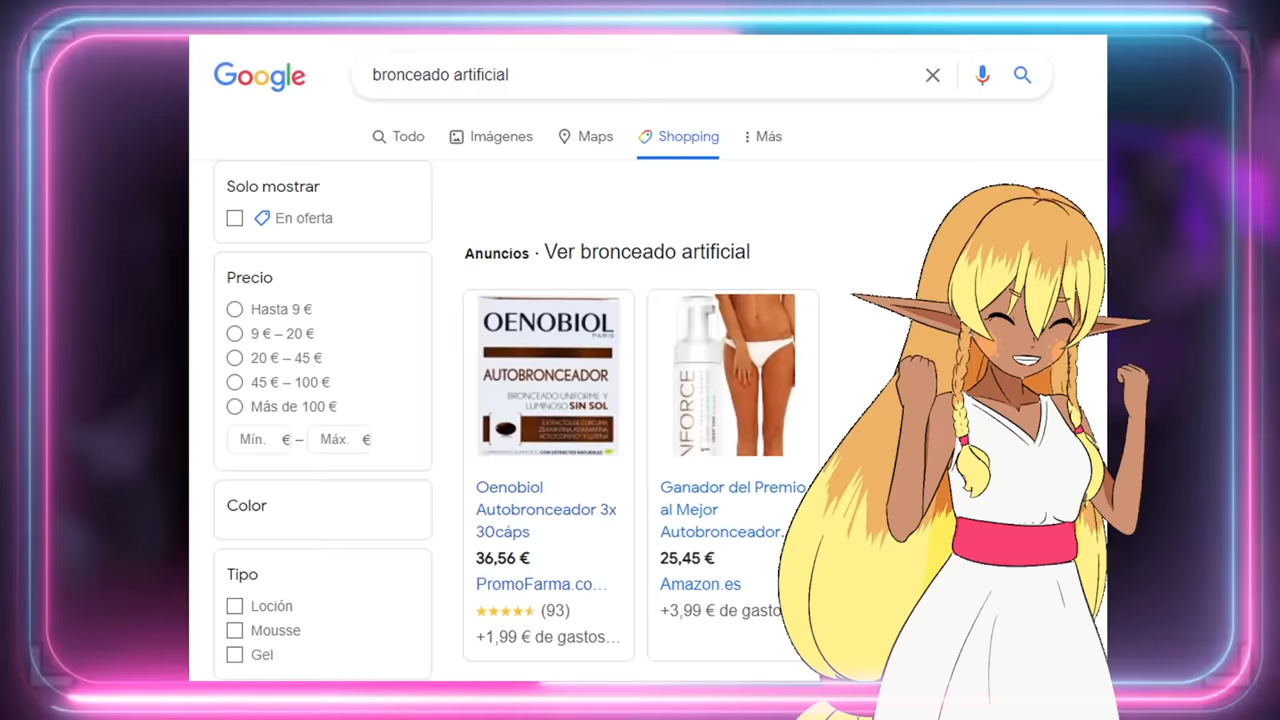 Google
bronceado artificial
Todo
Imágenes
Maps
Shopping
Más
Solo mostrar
En oferta
Precio
Hasta 9 €
9 € – 20 €
20 € – 45 €
45 € – 100 €
Más de 100 €
Mín. € – Máx. €
Color
Tipo
Loción
Mousse
Gel
Anuncios · Ver bronceado artificial
OENOBIOL
PARIS
AUTOBRONCEADOR
BRONCEADO UNIFORME Y
LUMINOSO SIN SOL
Oenobiol
Autobronceador 3x
30cáps
36,56 €
PromoFarma.co...
(93)
+1,99 € de gastos...
NFORCE
Ganador del Premio
al Mejor
Autobronceador.
25,45 €
Amazon.es
+3,99 € de gasto